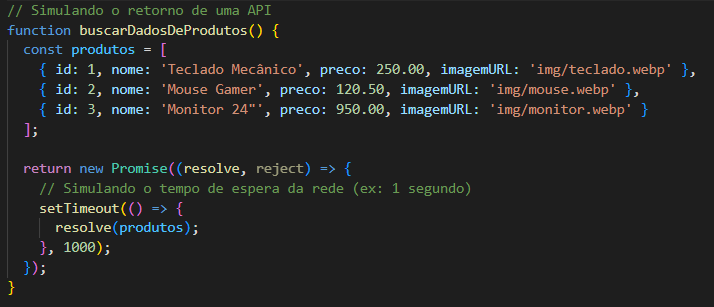 // Simulando o retorno de uma API
function buscarDadosDeProdutos() {
  const produtos = [
    { id: 1, nome: 'Teclado Mecânico', preco: 250.00, imagemURL: 'img/teclado.webp' },
    { id: 2, nome: 'Mouse Gamer', preco: 120.50, imagemURL: 'img/mouse.webp' },
    { id: 3, nome: 'Monitor 24"', preco: 950.00, imagemURL: 'img/monitor.webp' }
  ];

  return new Promise((resolve, reject) => {
    // Simulando o tempo de espera da rede (ex: 1 segundo)
    setTimeout(() => {
      resolve(produtos);
    }, 1000);
  });
}